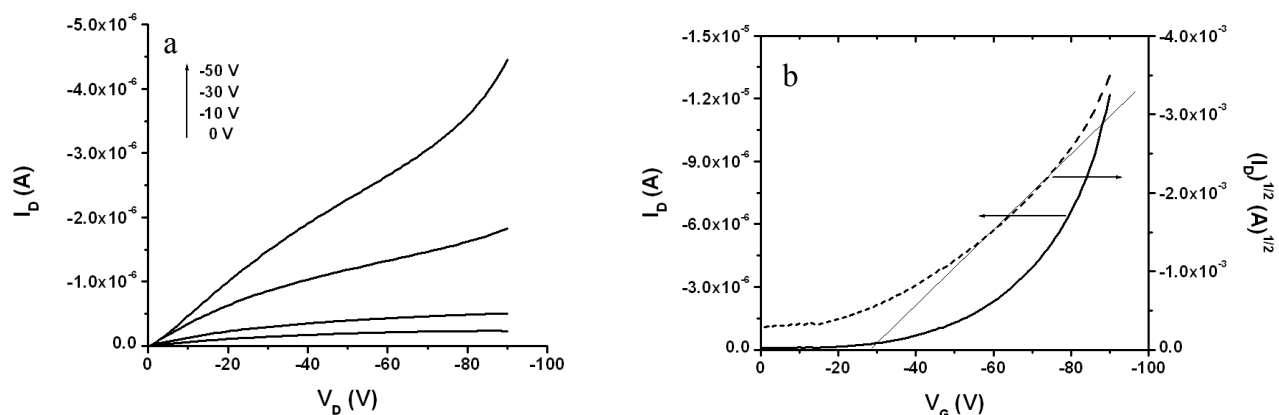 a
-5.0x10⁻⁶
-4.0x10⁻⁶
-3.0x10⁻⁶
-2.0x10⁻⁶
-1.0x10⁻⁶
0.0
I_D (A)
-50 V
-30 V
-10 V
0 V
0 -20 -40 -60 -80 -100
V_D (V)
b
-1.5x10⁻⁵
-1.2x10⁻⁵
-9.0x10⁻⁶
-6.0x10⁻⁶
-3.0x10⁻⁶
0.0
I_D (A)
-4.0x10⁻³
-3.0x10⁻³
-2.0x10⁻³
-1.0x10⁻³
0.0
(I_D)^1/2 (A)^1/2
0 -20 -40 -60 -80 -100
V_G (V)